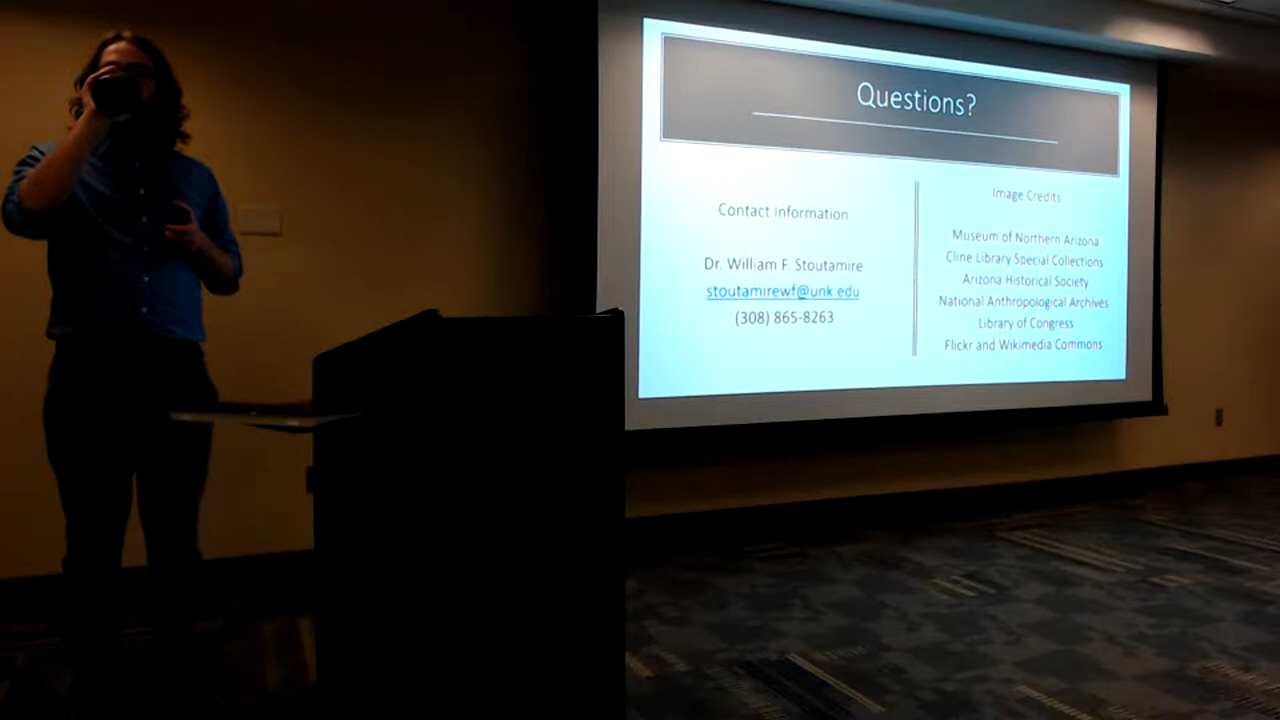 Questions?
Contact Information
Dr. William F. Stoutamire
stoutamirewf@unk.edu
(308) 865-8263
Image Credits
Museum of Northern Arizona
Cline Library Special Collections
Arizona Historical Society
National Anthropological Archives
Library of Congress
Flickr and Wikimedia Commons